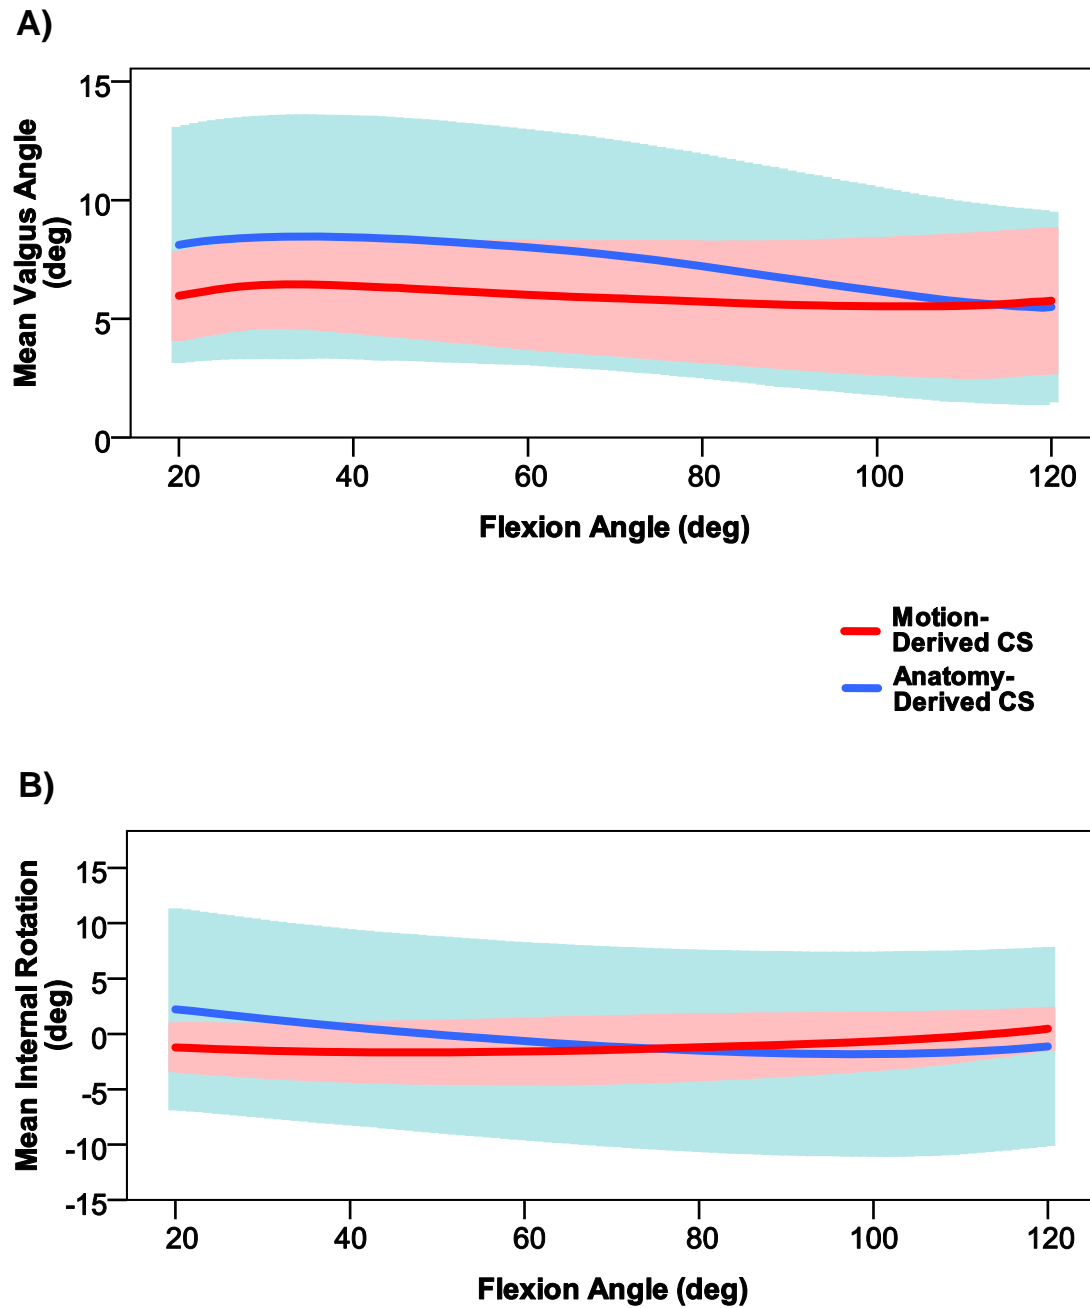 A)
15
10
5
0
Mean Valgus Angle
(deg)
20 40 60 80 100 120
Flexion Angle (deg)
Motion-
Derived CS
Anatomy-
Derived CS
B)
15
10
5
0
-5
-10
-15
Mean Internal Rotation
(deg)
20 40 60 80 100 120
Flexion Angle (deg)